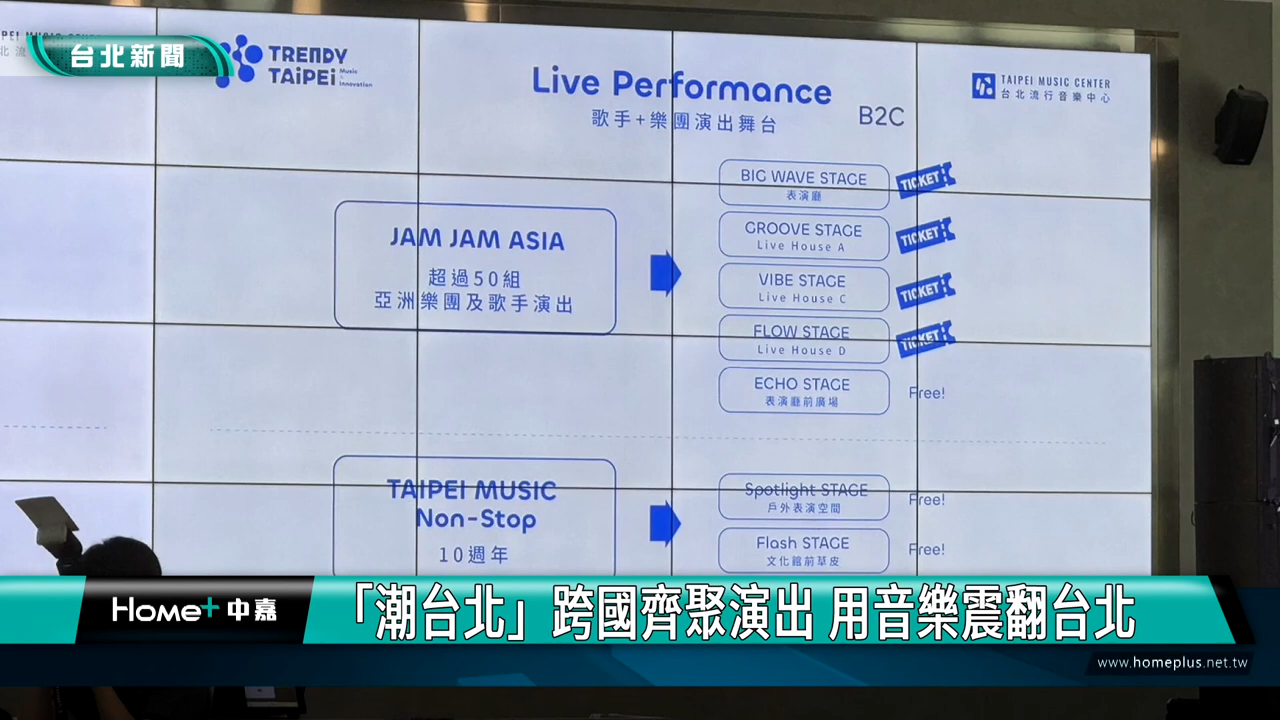 台北新聞
TRENDY
TAIPEI
Music
Innovation
Live Performance
歌手+樂團演出舞台
B2C
TAIPEI MUSIC CENTER
台北流行音樂中心
JAM JAM ASIA
超過50組
亞洲樂團及歌手演出
BIG WAVE STAGE
表演廳
TICKET
GROOVE STAGE
Live House A
TICKET
VIBE STAGE
Live House C
TICKET
FLOW STAGE
Live House D
TICKET
ECHO STAGE
表演廳前廣場
Free!
TAIPEI MUSIC
Non-Stop
10週年
Spotlight STAGE
戶外表演空間
Free!
Flash STAGE
文化館前草皮
Free!
Home+中嘉
「潮台北」跨國齊聚演出 用音樂震翻台北
www.homeplus.net.tw